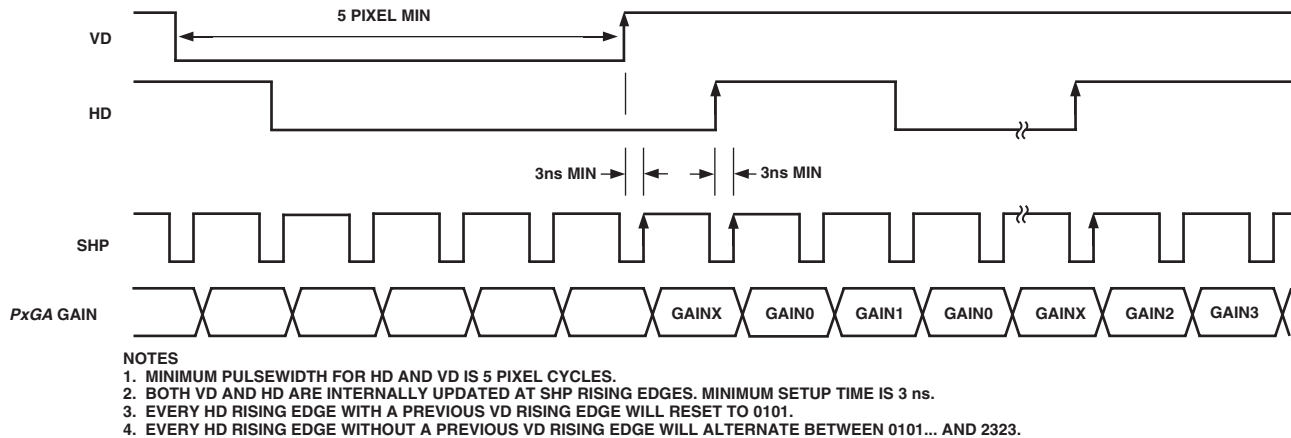 5 PIXEL MIN
VD
HD
3ns MIN 3ns MIN
SHP
PxGA GAIN GAINX GAIN0 GAIN1 GAIN0 GAINX GAIN2 GAIN3
NOTES
1. MINIMUM PULSEWIDTH FOR HD AND VD IS 5 PIXEL CYCLES.
2. BOTH VD AND HD ARE INTERNALLY UPDATED AT SHP RISING EDGES. MINIMUM SETUP TIME IS 3 ns.
3. EVERY HD RISING EDGE WITH A PREVIOUS VD RISING EDGE WILL RESET TO 0101.
4. EVERY HD RISING EDGE WITHOUT A PREVIOUS VD RISING EDGE WILL ALTERNATE BETWEEN 0101... AND 2323.